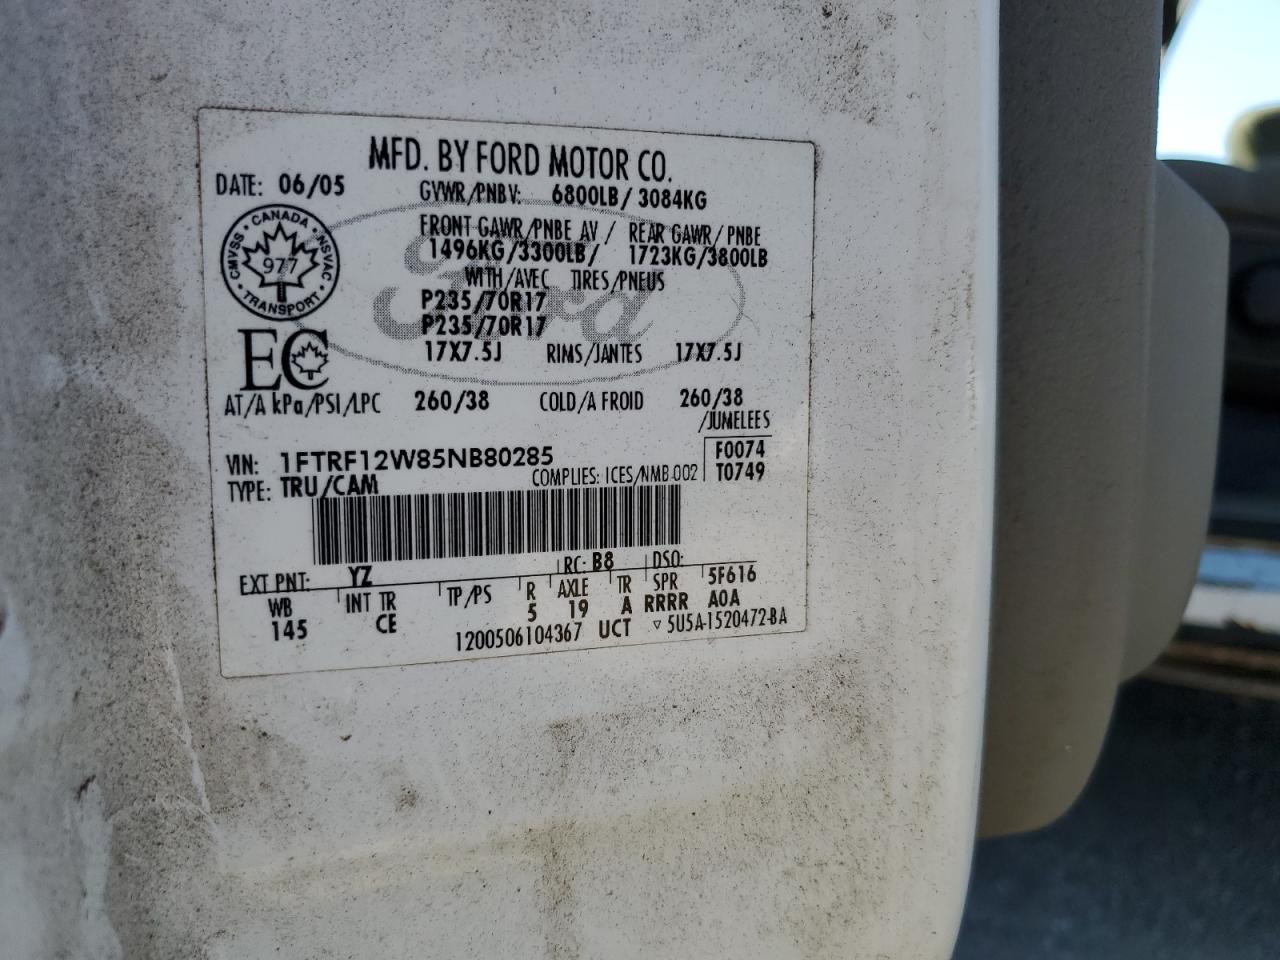 MFD. BY FORD MOTOR CO.
DATE: 06/05 GVWR/PNBV: 6800LB/3084KG
FRONT GAWR/PNBE AV/ REAR GAWR/PNBE
1496KG/3300LB/ 1723KG/3800LB
WITH/AVEC TIRES/PNEUS
P235/70R17
P235/70R17
17X7.5J RIMS/JANTES 17X7.5J
CANADA
CMVSS • NSVAC
977
TRANSPORT
Ford
EC
AT/A kPa/PSI/LPC 260/38 COLD/A FROID 260/38
/JUMELEES
VIN: 1FTRF12W85NB80285 F0074
TYPE: TRU/CAM COMPLIES: ICES/NMB 002 T0749
EXT PNT: YZ RC: B8 DSO:
WB INT TR TP/PS R AXLE TR SPR 5F616
145 CE 5 19 A RRRR A0A
1200506104367 UCT ▽ 5U5A-1520472-BA